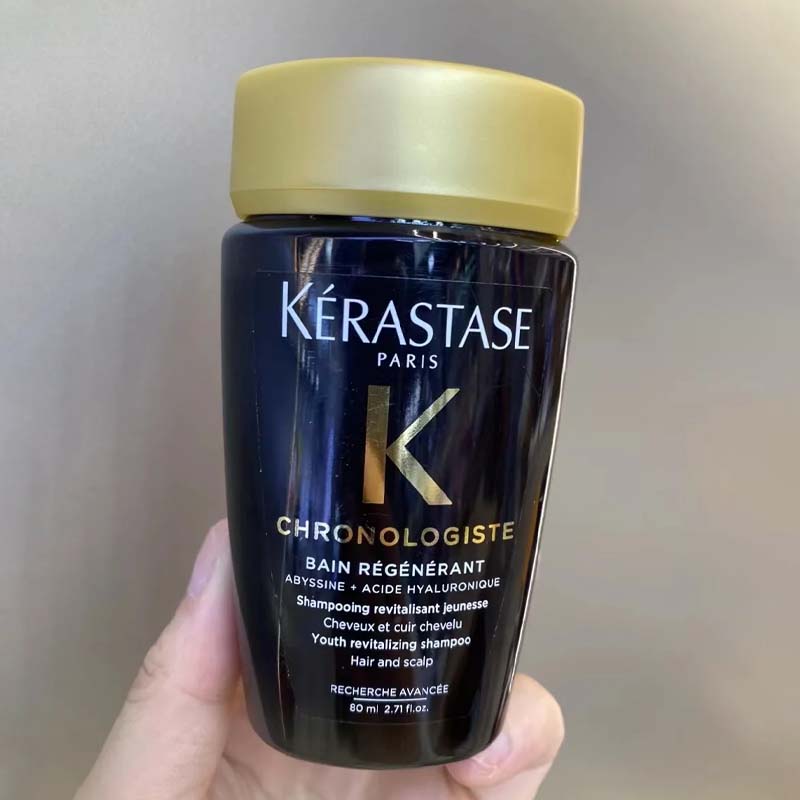 KÉRASTASE
PARIS
K
CHRONOLOGISTE
BAIN RÉGÉNÉRANT
ABYSSINE + ACIDE HYALURONIQUE
Shampooing revitalisant jeunesse
Cheveux et cuir chevelu
Youth revitalizing shampoo
Hair and scalp
RECHERCHE AVANCÉE
80 ml 2.71 fl.oz.